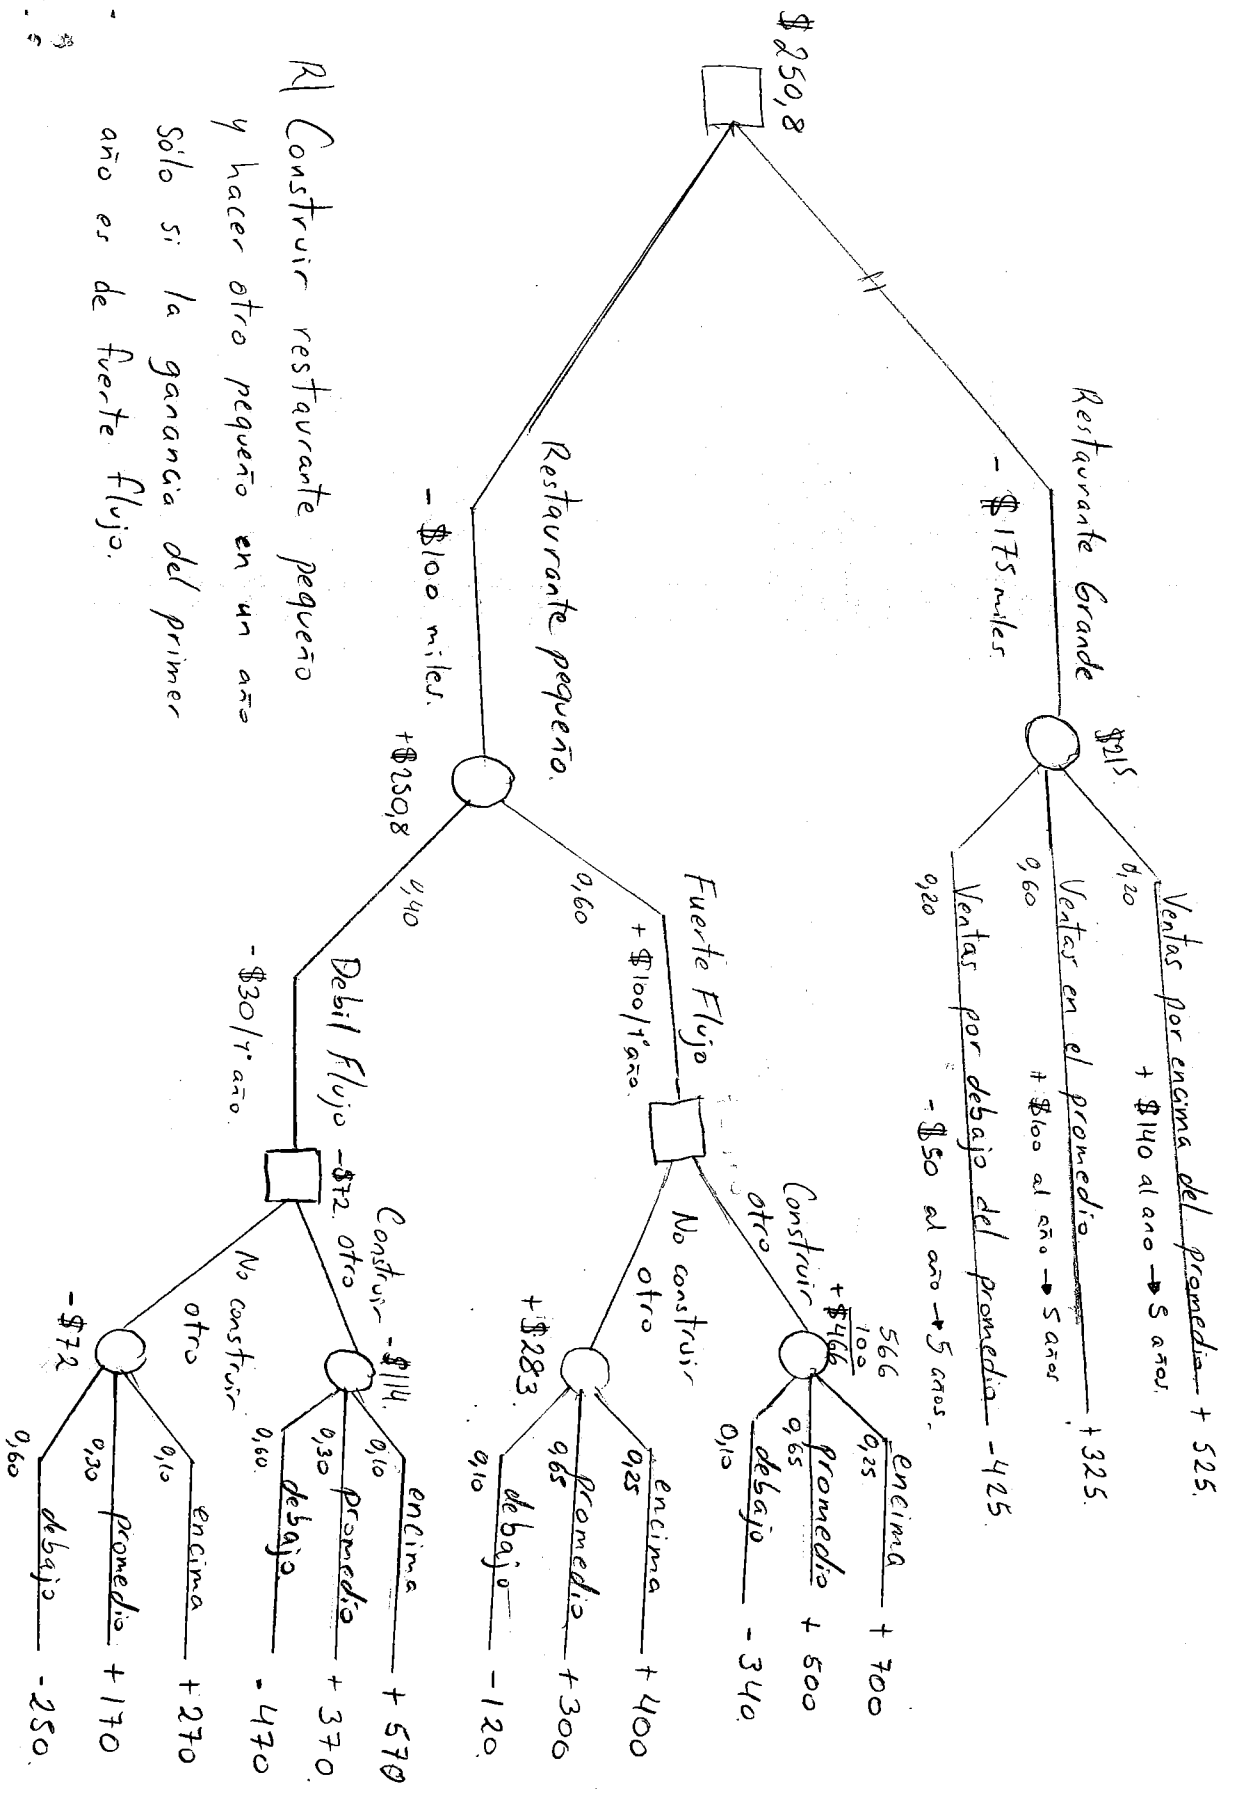 $250,8
Restaurante Grande
- $175 miles.
$215.
0,20
Ventas por encima del promedio + 525.
+ $140 al año → 5 años.
0,60
Ventas en el promedio +325.
+ $100 al año → 5 años
0,20
Ventas por debajo del promedio - 425
- $50 al año → 5 años.
Restaurante pequeño.
- $100 miles.
+$250,8
0,60
Fuerte Flujo
+ $100/1° año.
Construir
otro
566
100
+$466
encima + 700
0,25
promedio + 500
0,65
debajo - 340.
0,10
No construir
otro
+$283.
encima + 400
0,25
promedio + 300
0,65
debajo - 120.
0,10
0,40
Debil Flujo -$72.
- $30/1° año.
Construir -$114.
otro
encima + 570
0,10
promedio + 370.
0,30
debajo - 470
0,60.
No construir
otro
-$72
encima + 270
0,10
promedio + 170
0,30
debajo - 250.
0,60
R/ Construir restaurante pequeño
y hacer otro pequeño en un año
sólo si la ganancia del primer
año es de fuerte flujo.